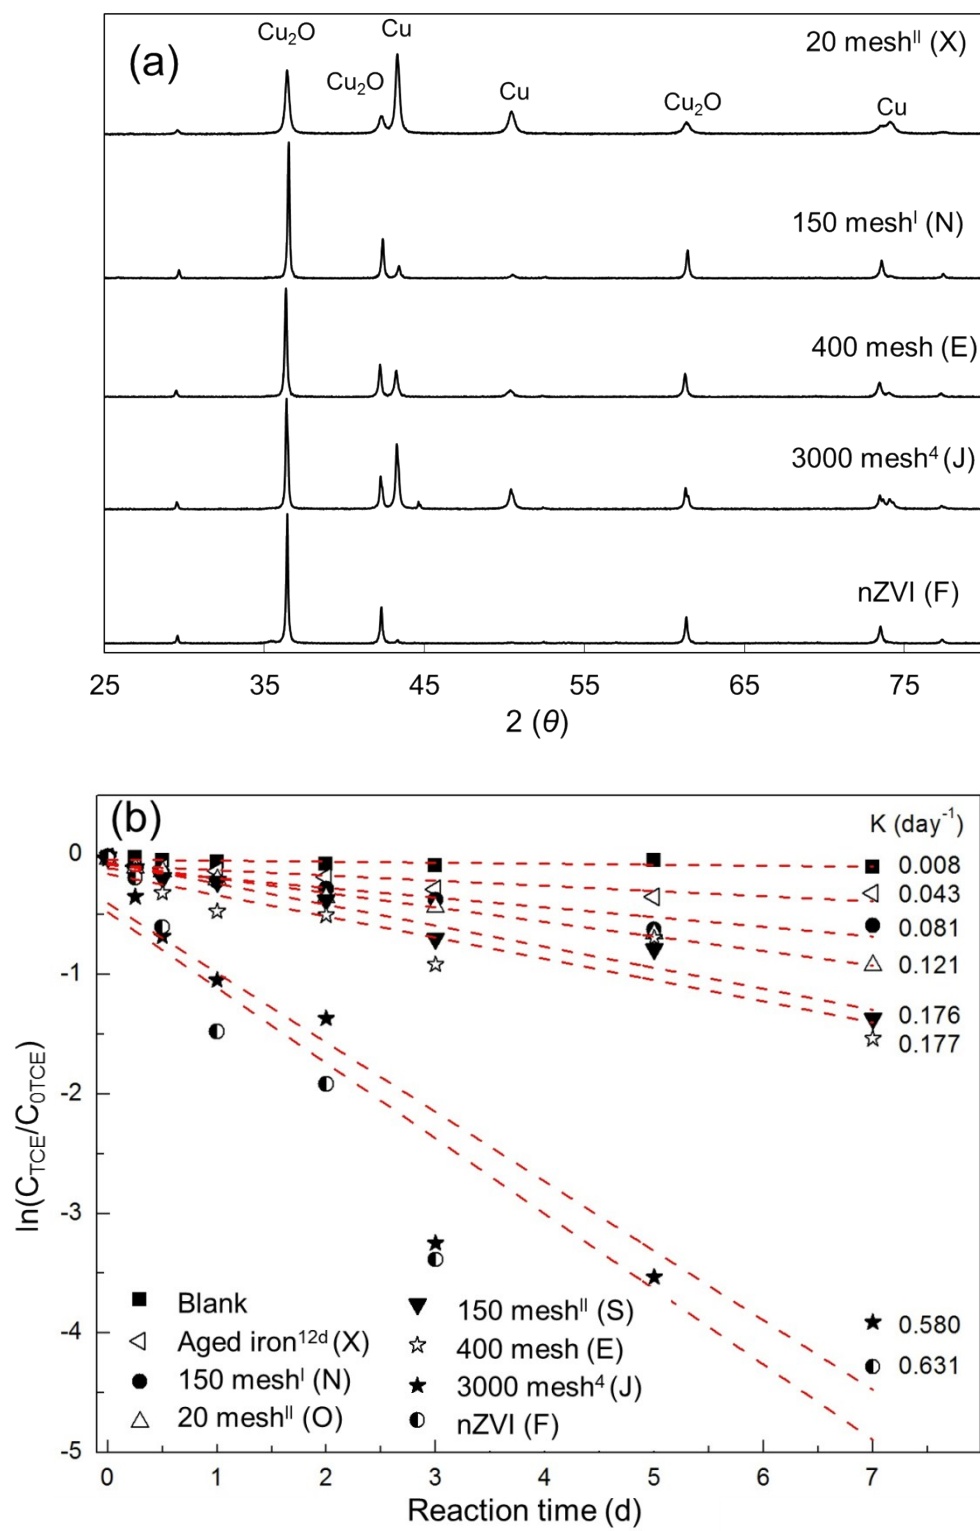 (a)
Cu₂O
Cu
Cu₂O
Cu
Cu₂O
Cu
20 meshᴵᴵ (X)
150 meshᴵ (N)
400 mesh (E)
3000 mesh⁴ (J)
nZVI (F)
25 35 45 55 65 75
2 (θ)
(b)
K (day⁻¹)
0.008
0.043
0.081
0.121
0.176
0.177
0.580
0.631
0
-1
-2
-3
-4
-5
ln(C_TCE/C_0TCE)
Blank
Aged iron¹²ᵈ (X)
150 meshᴵ (N)
20 meshᴵᴵ (O)
150 meshᴵᴵ (S)
400 mesh (E)
3000 mesh⁴ (J)
nZVI (F)
0 1 2 3 4 5 6 7
Reaction time (d)